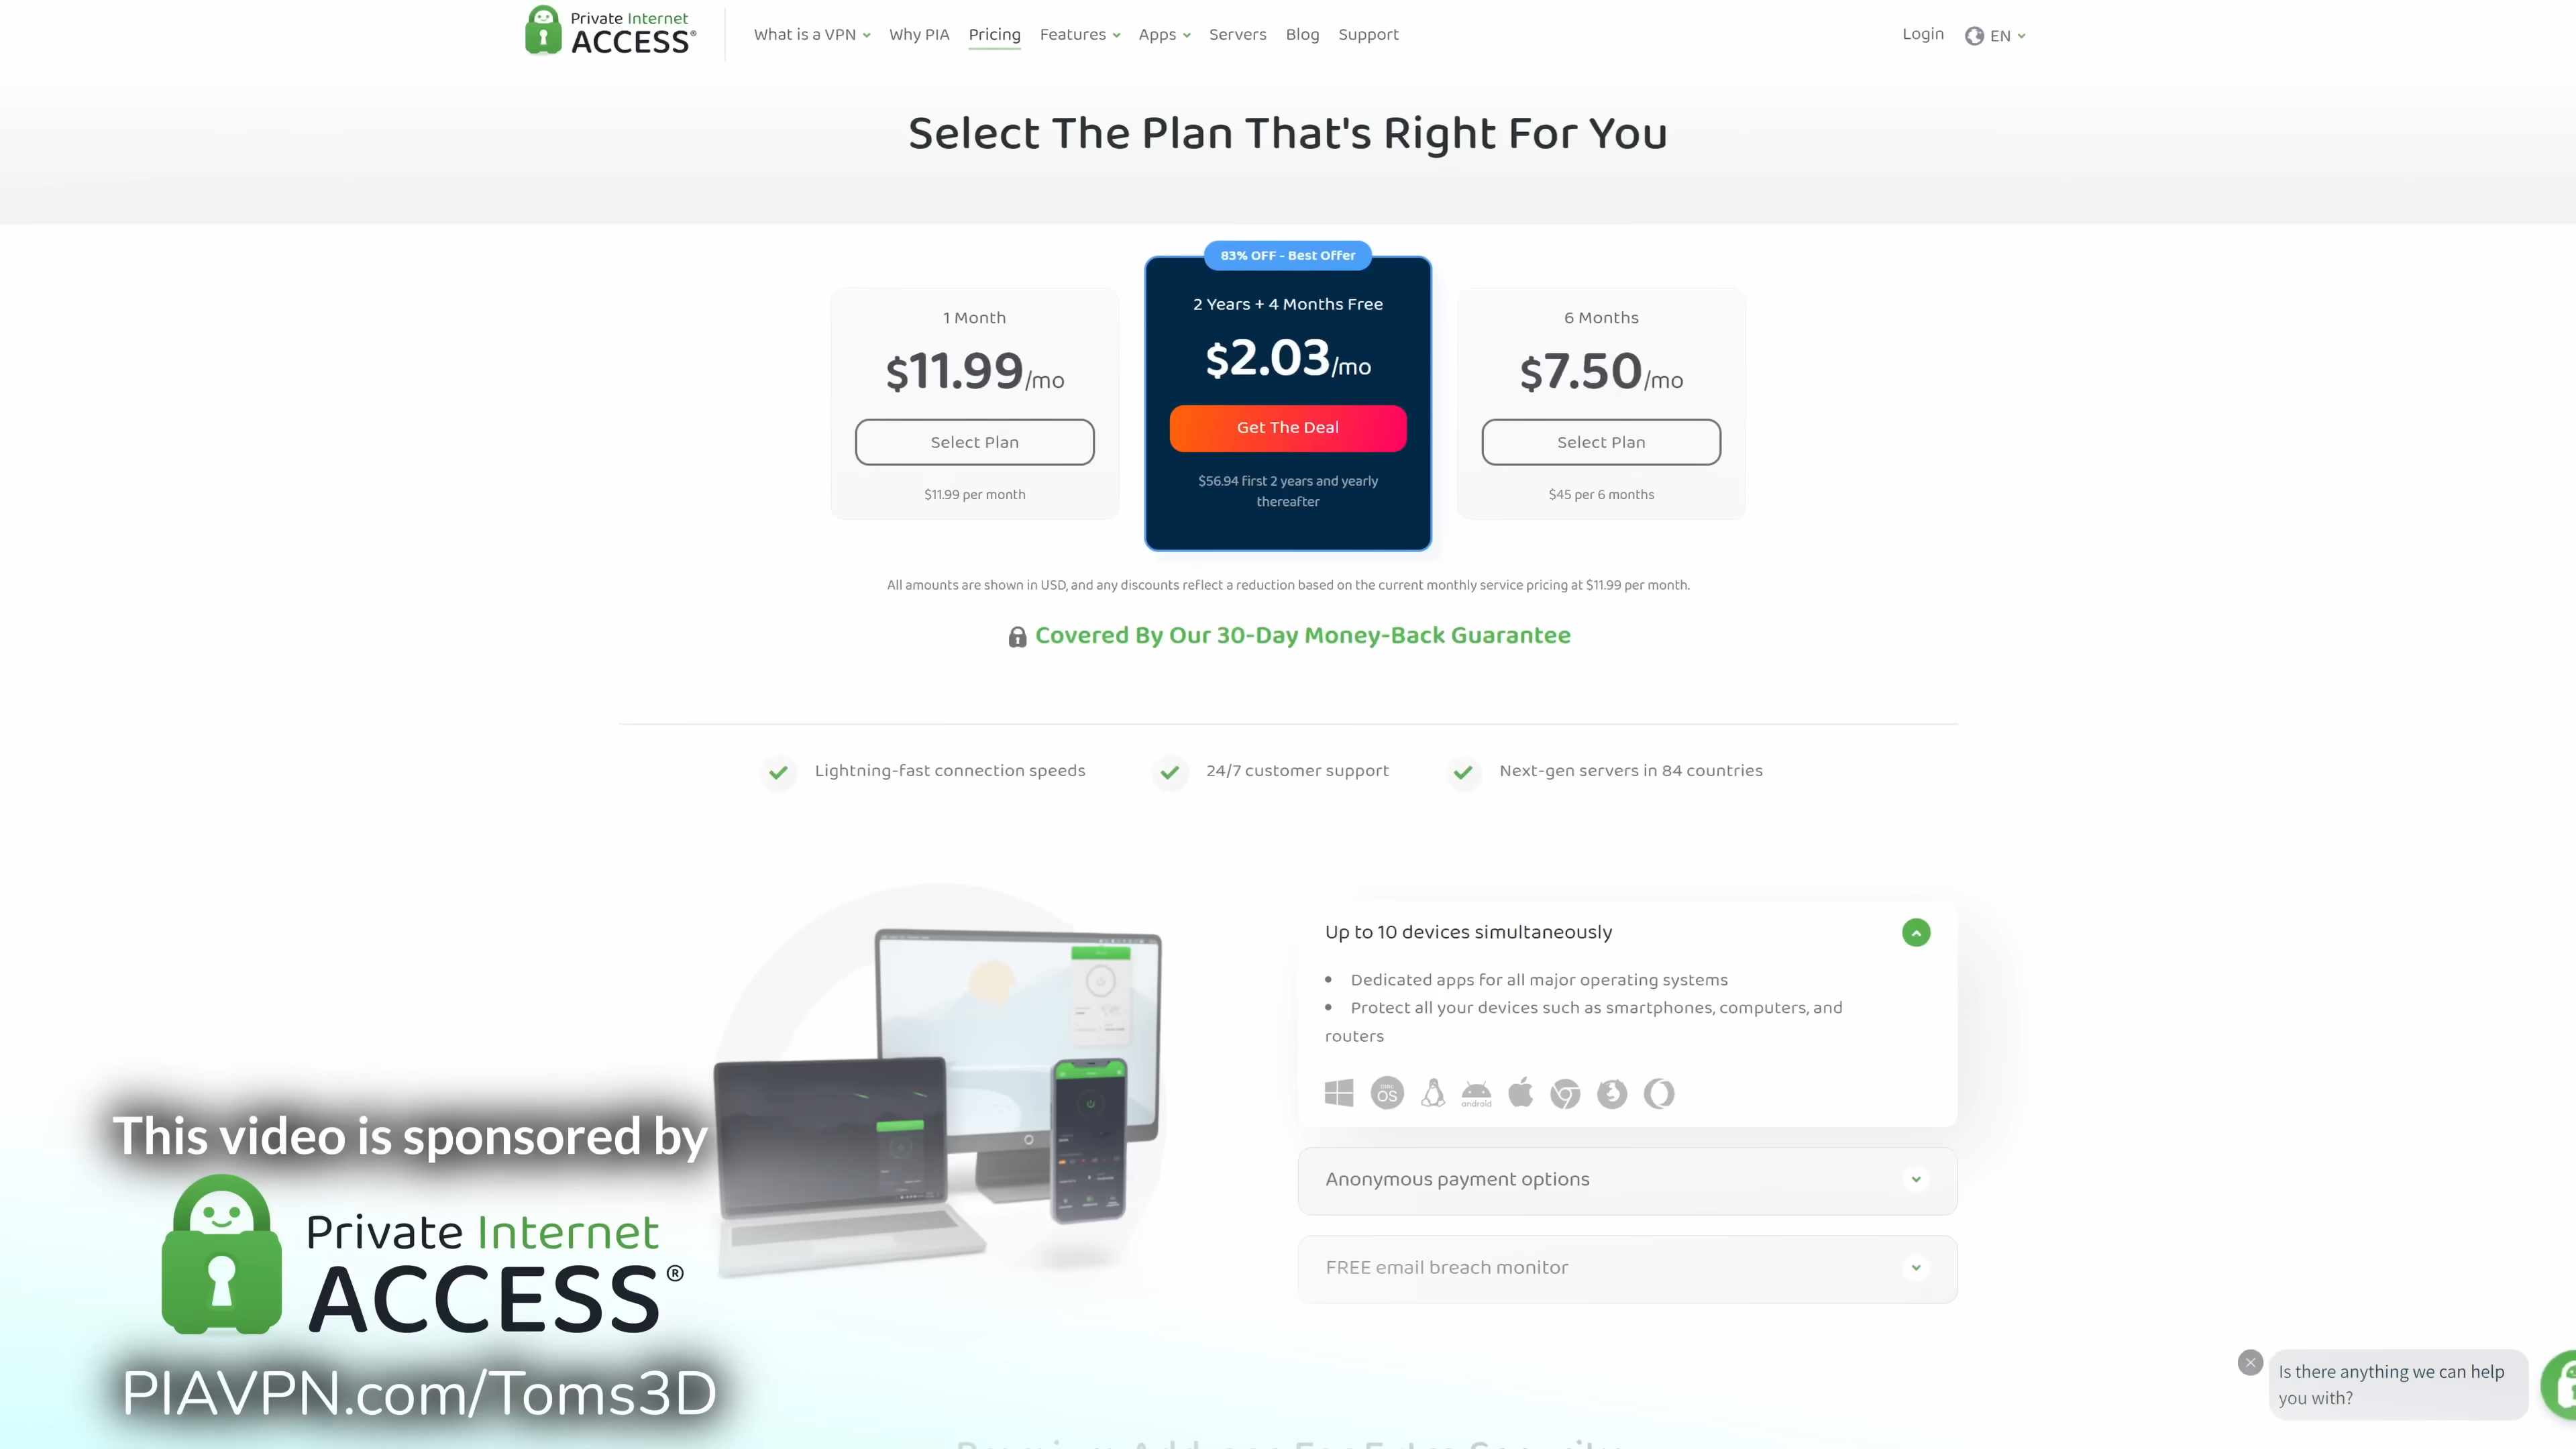 Private Internet
ACCESS®
What is a VPN
Why PIA
Pricing
Features
Apps
Servers
Blog
Support
Login
EN
Select The Plan That's Right For You
1 Month
$11.99/mo
Select Plan
$11.99 per month
83% OFF - Best Offer
2 Years + 4 Months Free
$2.03/mo
Get The Deal
$56.94 first 2 years and yearly
thereafter
6 Months
$7.50/mo
Select Plan
$45 per 6 months
All amounts are shown in USD, and any discounts reflect a reduction based on the current monthly service pricing at $11.99 per month.
Covered By Our 30-Day Money-Back Guarantee
Lightning-fast connection speeds
24/7 customer support
Next-gen servers in 84 countries
Up to 10 devices simultaneously
• Dedicated apps for all major operating systems
• Protect all your devices such as smartphones, computers, and
routers
mac
OS
android
Anonymous payment options
FREE email breach monitor
This video is sponsored by
Private Internet
ACCESS®
PIAVPN.com/Toms3D
Is there anything we can help
you with?